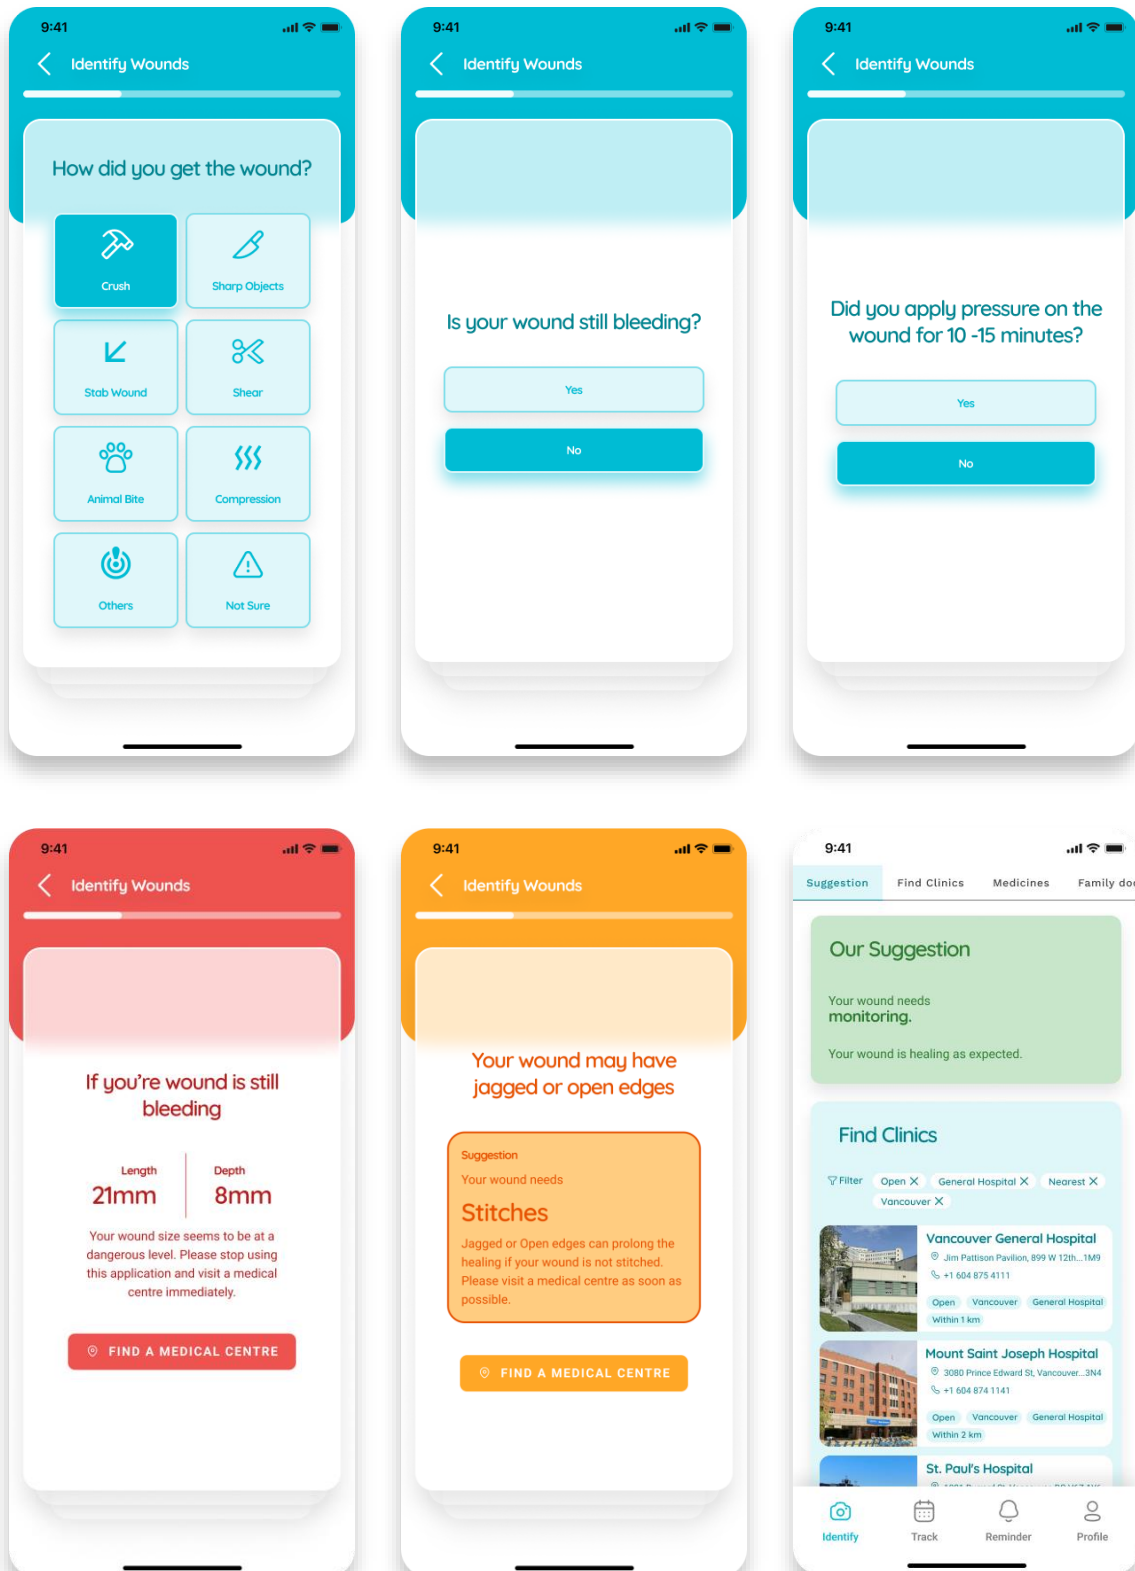 9:41
Identify Wounds
How did you get the wound?
Crush
Sharp Objects
Stab Wound
Shear
Animal Bite
Compression
Others
Not Sure
9:41
Identify Wounds
Is your wound still bleeding?
Yes
No
9:41
Identify Wounds
Did you apply pressure on the
wound for 10 -15 minutes?
Yes
No
9:41
Identify Wounds
If you're wound is still
bleeding
Length Depth
21mm 8mm
Your wound size seems to be at a
dangerous level. Please stop using
this application and visit a medical
centre immediately.
FIND A MEDICAL CENTRE
9:41
Identify Wounds
Your wound may have
jagged or open edges
Suggestion
Your wound needs
Stitches
Jagged or Open edges can prolong the
healing if your wound is not stitched.
Please visit a medical centre as soon as
possible.
FIND A MEDICAL CENTRE
9:41
Suggestion Find Clinics Medicines Family
Our Suggestion
Your wound needs
monitoring.
Your wound is healing as expected.
Find Clinics
Filter Open General Hospital Nearest
Vancouver
Vancouver General Hospital
Jim Pattison Pavilion, 899 W 12th...1M9
+1 604 875 4111
Open Vancouver General Hospital
Within 1 km
Mount Saint Joseph Hospital
3080 Prince Edward St, Vancouver...3N4
+1 604 874 1141
Open Vancouver General Hospital
Within 2 km
St. Paul's Hospital
Identify Track Reminder Profile